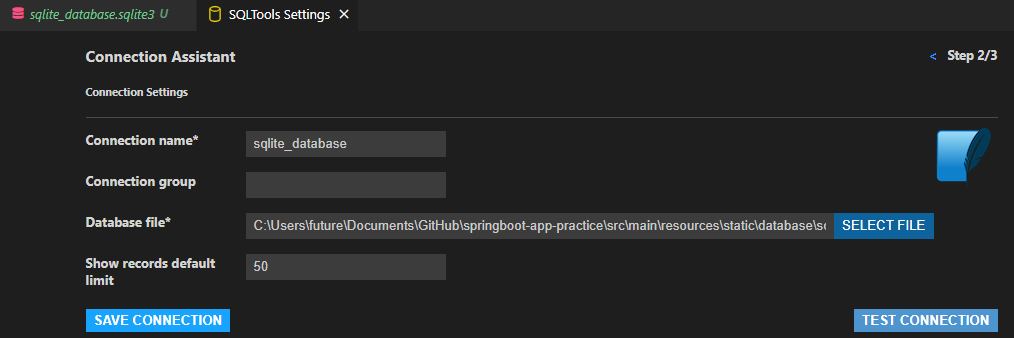 sqlite_database.sqlite3 U
SQLTools Settings
Connection Assistant
< Step 2/3
Connection Settings
Connection name*
sqlite_database
Connection group
Database file*
C:\Users\future\Documents\GitHub\springboot-app-practice\src\main\resources\static\database\sq
SELECT FILE
Show records default
limit
50
SAVE CONNECTION
TEST CONNECTION